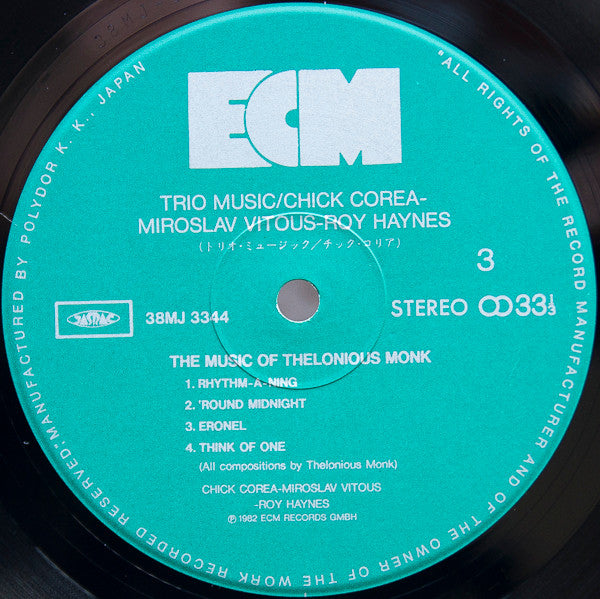 ECM
TRIO MUSIC/CHICK COREA-
MIROSLAV VITOUS-ROY HAYNES
(トリオ・ミュージック/チック・コリア)
3
JASRAC
38MJ 3344
STEREO
33 1/3
THE MUSIC OF THELONIOUS MONK
1. RHYTHM-A-NING
2. 'ROUND MIDNIGHT
3. ERONEL
4. THINK OF ONE
(All compositions by Thelonious Monk)
CHICK COREA-MIROSLAV VITOUS
-ROY HAYNES
℗ 1982 ECM RECORDS GMBH
"ALL RIGHTS OF THE RECORD MANUFACTURER AND OF THE OWNER OF THE WORK RECORDED RESERVED," MANUFACTURED BY POLYDOR K. K., JAPAN